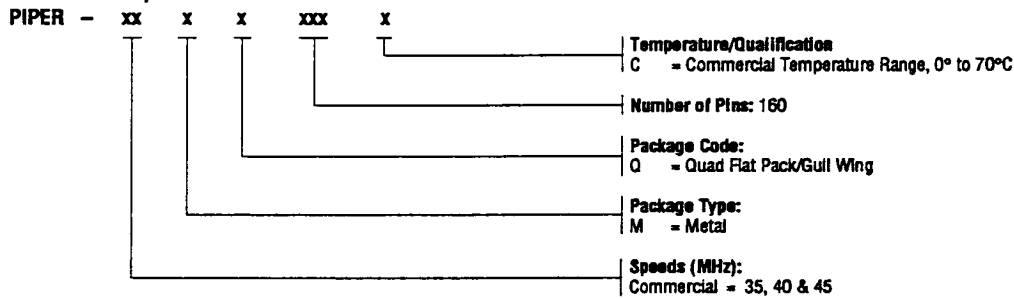 PIPER – xx x x xxx x
Temperature/Qualification
C = Commercial Temperature Range, 0° to 70°C
Number of Pins: 160
Package Code:
Q = Quad Flat Pack/Gull Wing
Package Type:
M = Metal
Speeds (MHz):
Commercial = 35, 40 & 45